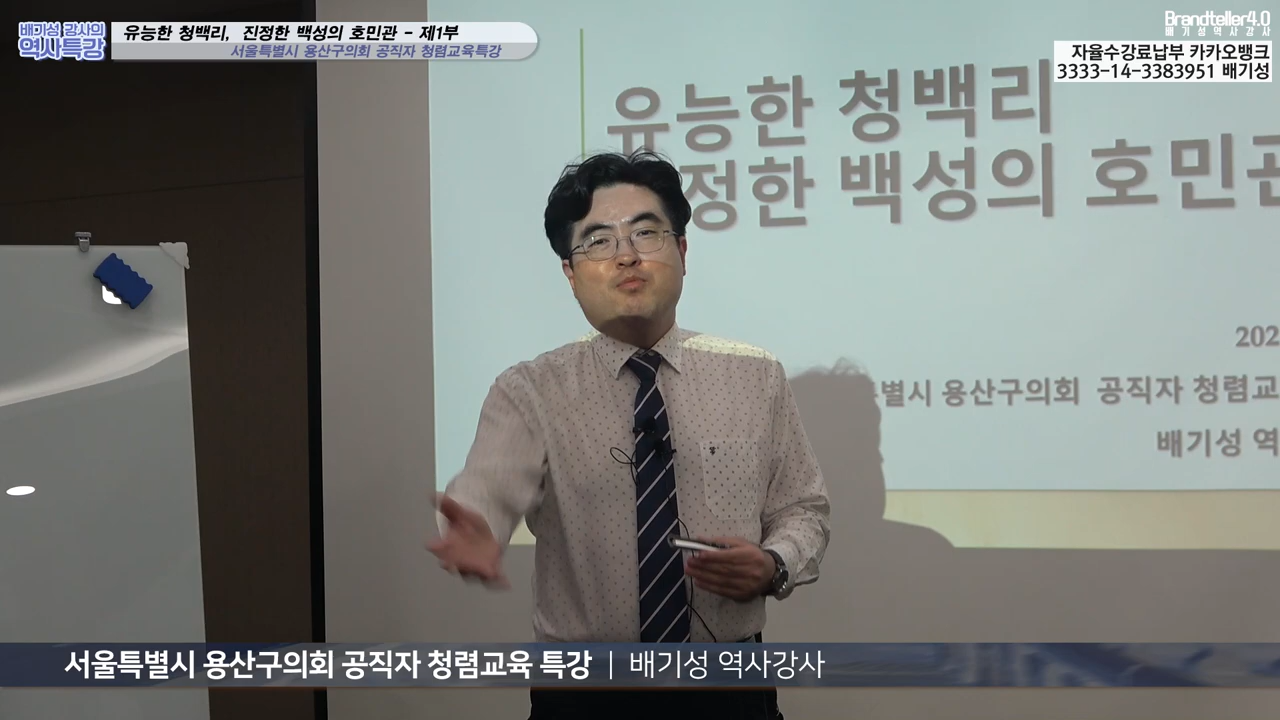 배기성 강사의
역사특강
유능한 청백리, 진정한 백성의 호민관 - 제1부
서울특별시 용산구의회 공직자 청렴교육특강
Brandteller4.0
배기성역사강사
자율수강료납부 카카오뱅크
3333-14-3383951 배기성
유능한 청백리
정한 백성의 호민관
202
특별시 용산구의회 공직자 청렴교
배기성 역
서울특별시 용산구의회 공직자 청렴교육 특강 | 배기성 역사강사